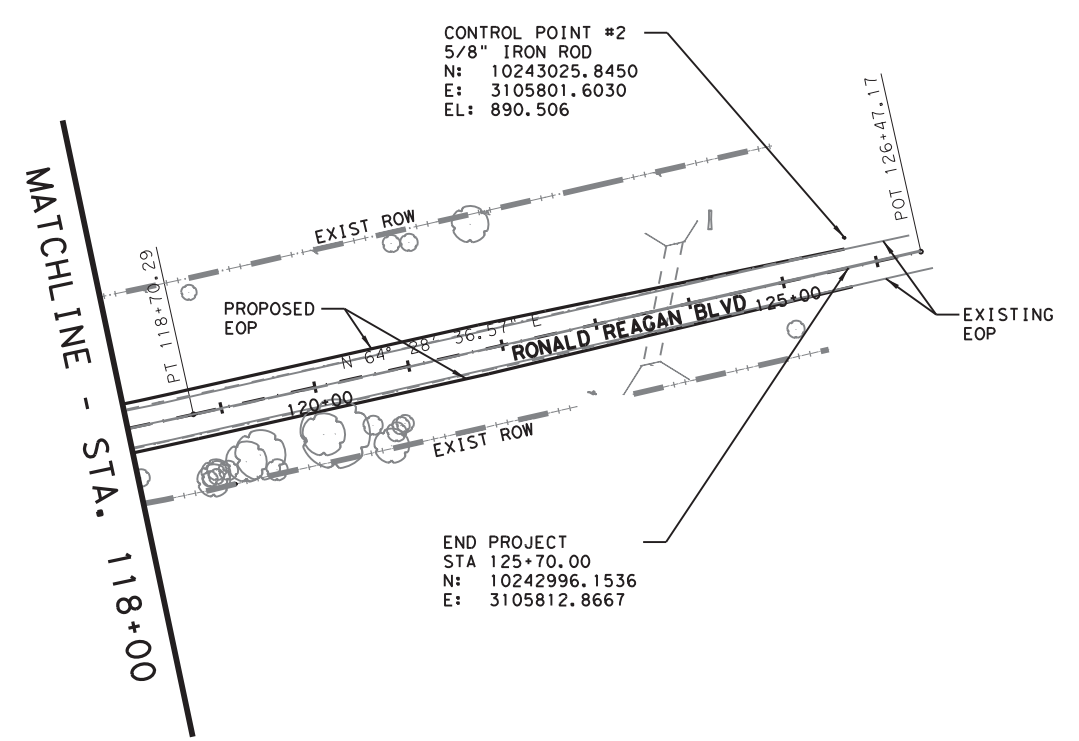 CONTROL POINT #2
5/8" IRON ROD
N: 10243025.8450
E: 3105801.6030
EL: 890.506
POT 126+47.17
MATCHLINE - STA. 118+00
EXIST ROW
PT 118+70.29
PROPOSED
EOP
N 64° 28' 36.57" E
RONALD REAGAN BLVD
125+00
EXISTING
EOP
120+00
EXIST ROW
END PROJECT
STA 125+70.00
N: 10242996.1536
E: 3105812.8667